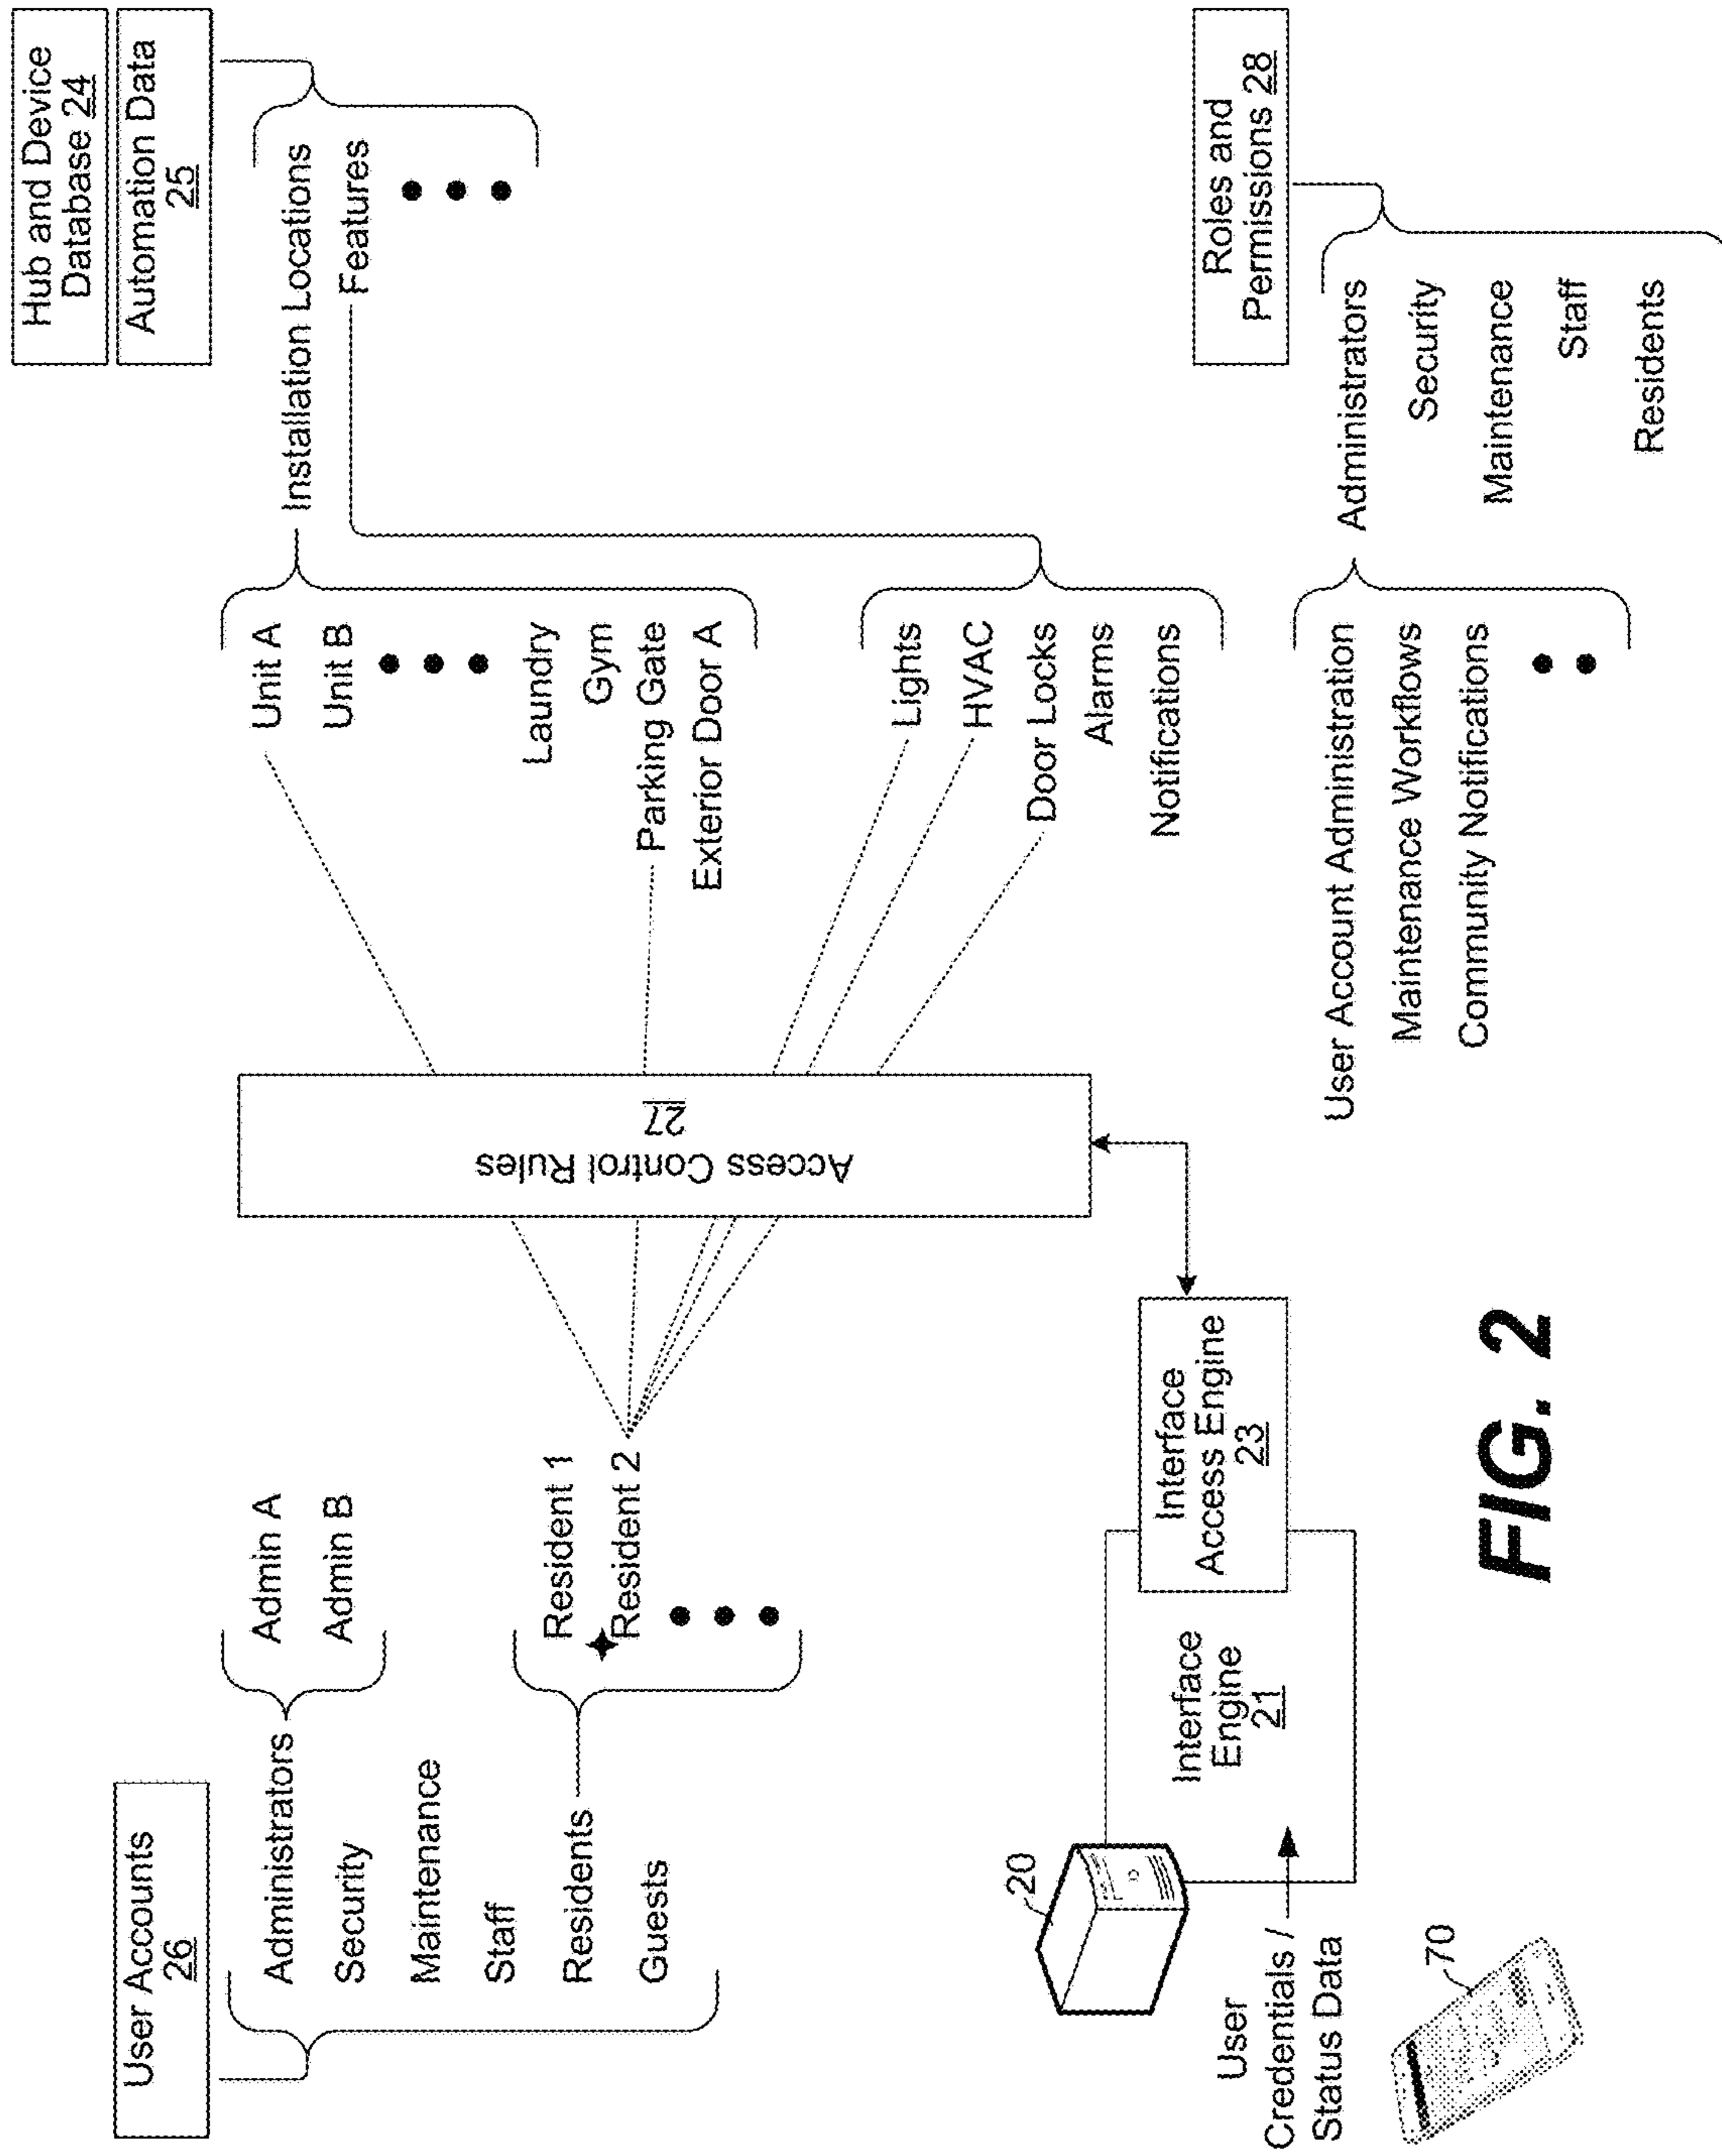 User Accounts
26
Administrators
Security
Maintenance
Staff
Residents
Guests
Admin A
Admin B
Resident 1
Resident 2
Access Control Rules
27
Hub and Device
Database 24
Automation Data
25
Installation Locations
Features
Unit A
Unit B
Laundry
Gym
Parking Gate
Exterior Door A
Lights
HVAC
Door Locks
Alarms
Notifications
Roles and
Permissions 28
Administrators
Security
Maintenance
Staff
Residents
User Account Administration
Maintenance Workflows
Community Notifications
20
Interface
Engine
21
Interface
Access Engine
23
User
Credentials /
Status Data
70
FIG. 2